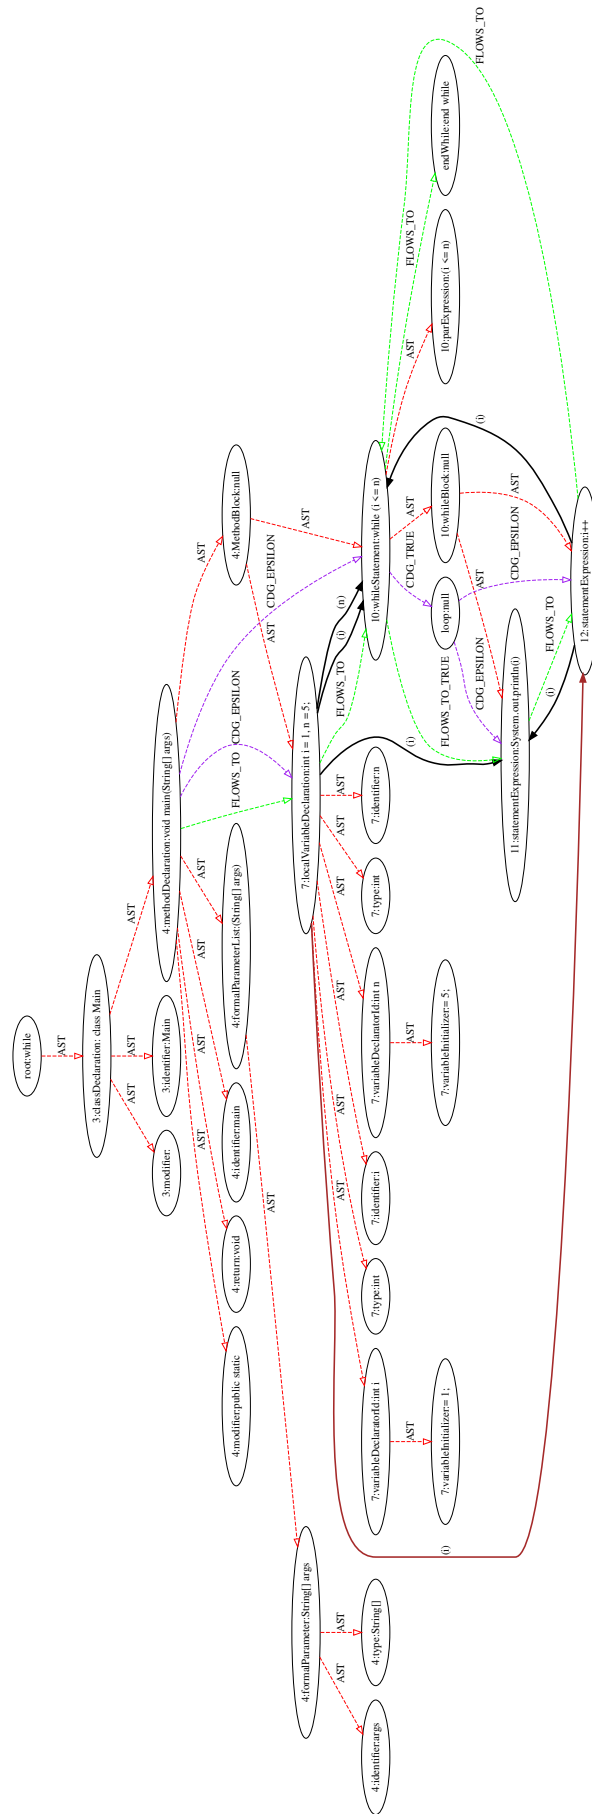 root:while
AST
3:classDeclaration: class Main
AST
AST
AST
3:modifier:
3:identifier:Main
4:methodDeclaration:void main(String[] args)
AST
AST
AST
AST
FLOWS_TO
CDG_EPSILON
CDG_EPSILON
AST
4:modifier:public static
4:return:void
4:identifier:main
4:formalParameterList:(String[] args)
4:MethodBlock:null
AST
AST
AST
4:formalParameter:String[] args
7:localVariableDeclaration:int i = 1, n = 5;
AST
AST
AST
AST
AST
AST
AST
AST
(i)
FLOWS_TO
(i)
(n)
4:identifier:args
4:type:String[]
7:variableDeclaratorId:int i
7:type:int
7:identifier:i
7:variableDeclaratorId:int n
7:type:int
7:identifier:n
10:whileStatement:while (i <= n)
AST
AST
FLOWS_TO_TRUE
CDG_TRUE
AST
AST
FLOWS_TO
FLOWS_TO
(i)
7:variableInitializer:= 1;
7:variableInitializer:= 5;
loop:null
10:whileBlock:null
10:parExpression:(i <= n)
endWhile:end while
CDG_EPSILON
AST
CDG_EPSILON
AST
(i)
11:statementExpression:System.out.println(i)
(i)
FLOWS_TO
12:statementExpression:i++